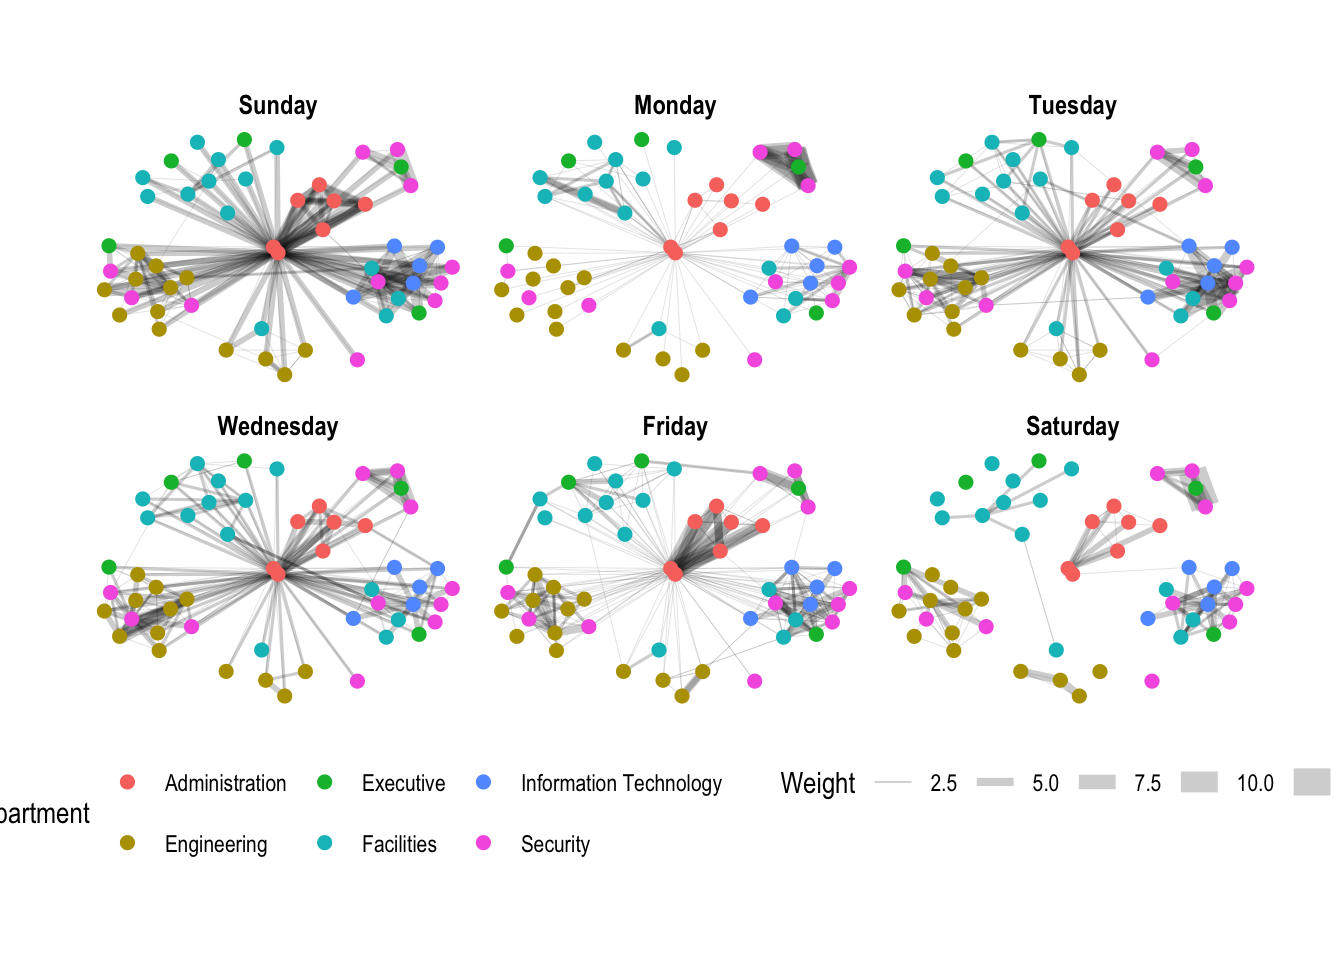 Sunday Monday Tuesday
Wednesday Friday Saturday
Administration Executive Information Technology Weight 2.5 5.0 7.5 10.0
partment
Engineering Facilities Security